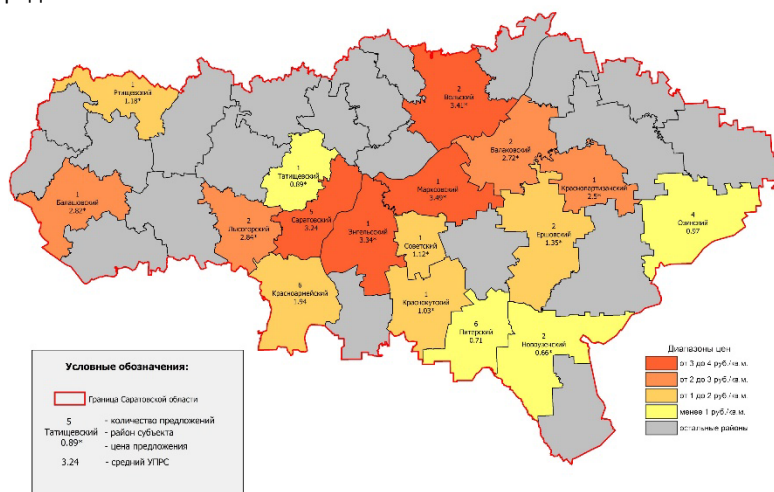 1
Ртищевский
1.18*
2
Вольский
3.41*
2
Балаковский
2.72*
1
Татищевский
0.89*
1
Марксовский
3.49*
1
Краснопартизанский
2.5*
1
Балашовский
2.82*
2
Лысогорский
2.84*
5
Саратовский
3.24
1
Энгельсский
3.34*
1
Советский
1.12*
2
Ершовский
1.35*
4
Озинский
0.97
6
Красноармейский
1.94
1
Краснокутский
1.03*
6
Питерский
0.71
2
Новоузенский
0.66*
Условные обозначения:
Граница Саратовской области
5 - количество предложений
Татищевский - район субъекта
0.89* - цена предложения
3.24 - средний УПРС
Диапазоны цен
от 3 до 4 руб./кв.м.
от 2 до 3 руб./кв.м.
от 1 до 2 руб./кв.м.
менее 1 руб./кв.м.
остальные районы